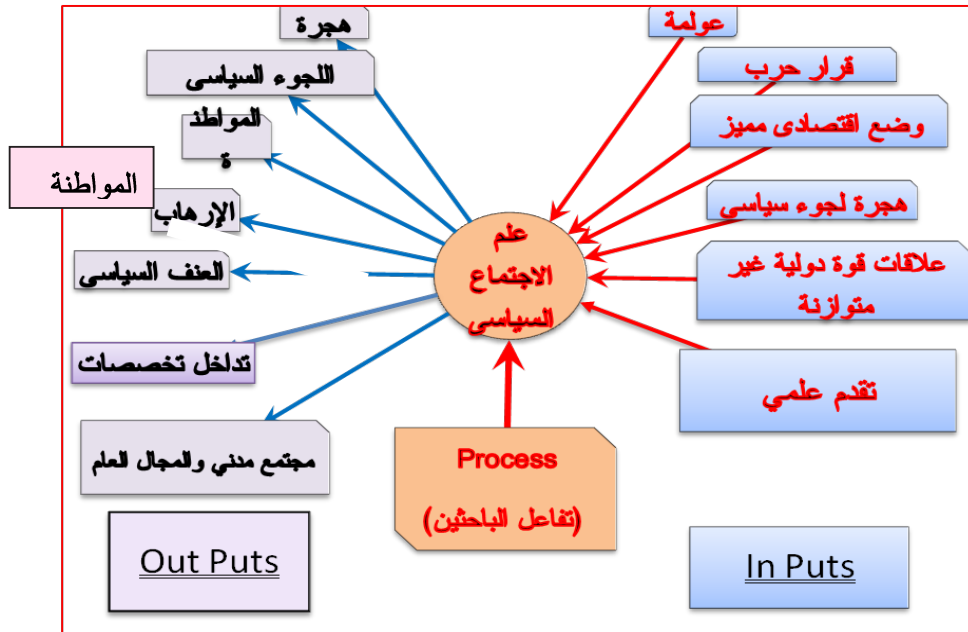 عولمة
قرار حرب
وضع اقتصادى مميز
هجرة لجوء سياسى
علاقات قوة دولية غير
متوازنة
تقدم علمي
In Puts
علم
الاجتماع
السياسى
Process
(تفاعل الباحثين)
هجرة
اللجوء السياسى
المواطن
ة
المواطنة
الإرهاب
العنف السياسى
تداخل تخصصات
مجتمع مدني والمجال العام
Out Puts